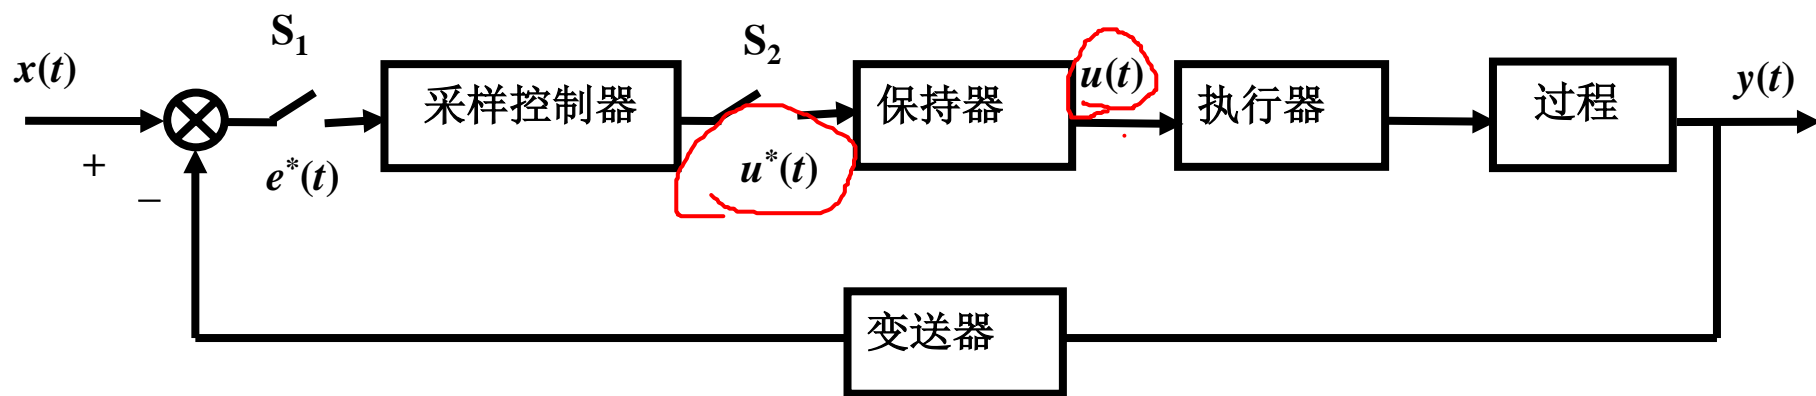 S₁
S₂
x(t)
采样控制器
保持器
u(t)
执行器
过程
y(t)
+
−
e*(t)
u*(t)
变送器